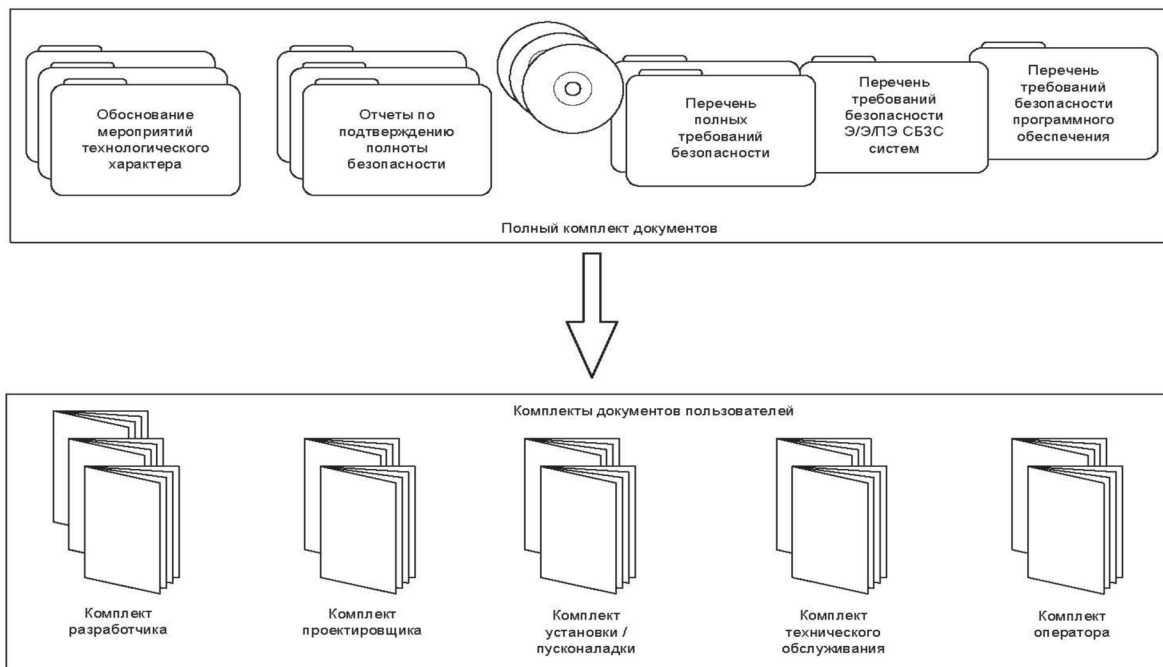 Обоснование
мероприятий
технологического
характера
Отчеты по
подтверждению
полноты
безопасности
Перечень
полных
требований
безопасности
Перечень
требований
безопасности
Э/Э/ПЭ СБЗС
систем
Перечень
требований
безопасности
программного
обеспечения
Полный комплект документов
Комплекты документов пользователей
Комплект
разработчика
Комплект
проектировщика
Комплект
установки /
пусконаладки
Комплект
технического
обслуживания
Комплект
оператора